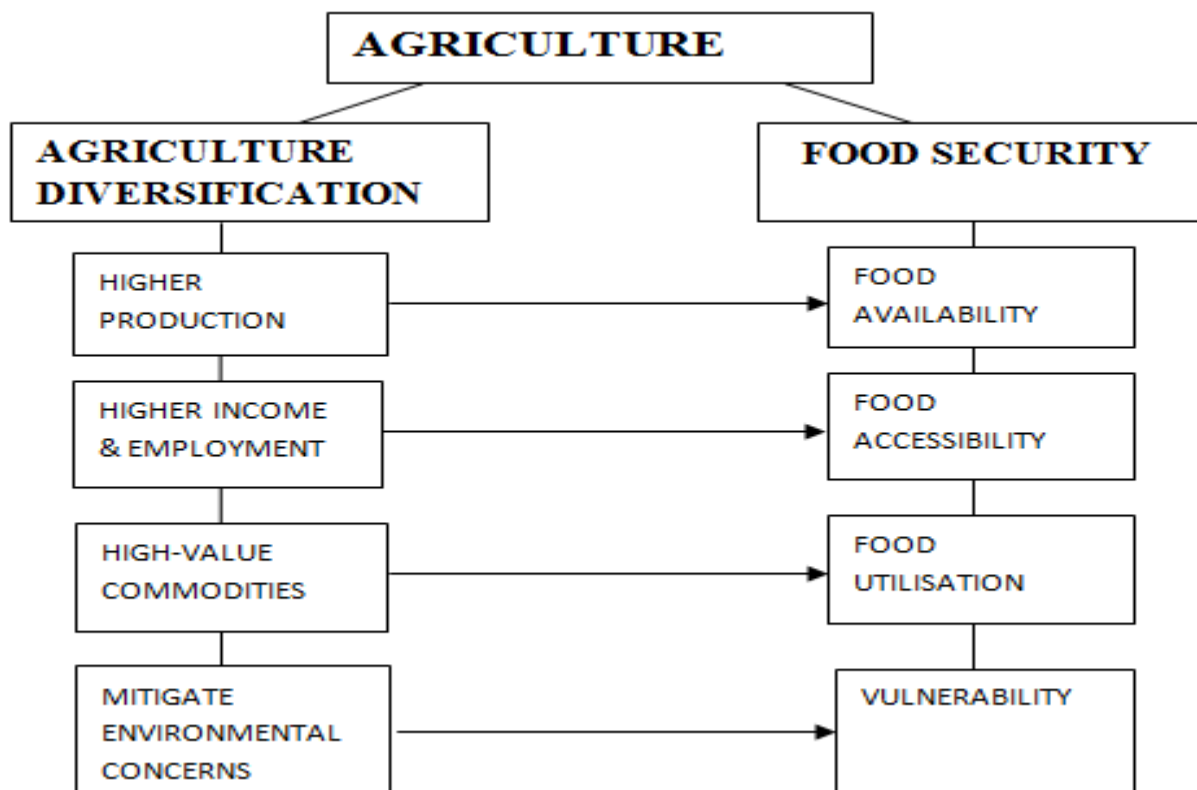 AGRICULTURE
AGRICULTURE
DIVERSIFICATION
FOOD SECURITY
HIGHER
PRODUCTION
FOOD
AVAILABILITY
HIGHER INCOME
& EMPLOYMENT
FOOD
ACCESSIBILITY
HIGH-VALUE
COMMODITIES
FOOD
UTILISATION
MITIGATE
ENVIRONMENTAL
CONCERNS
VULNERABILITY